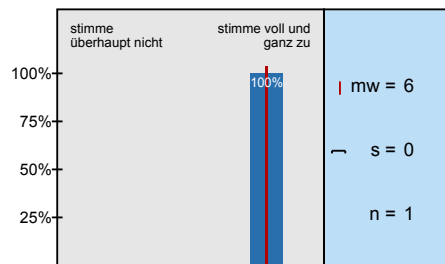 stimme
überhaupt nicht
stimme voll und
ganz zu
100%
75%
50%
25%
100%
mw = 6
s = 0
n = 1